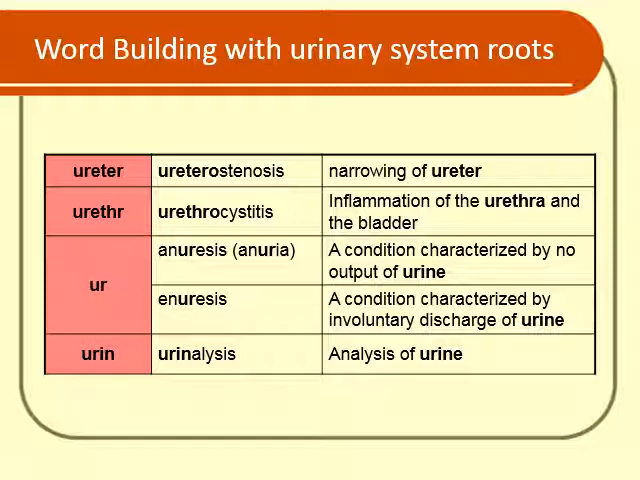 Word Building with urinary system roots
ureter ureterostenosis narrowing of ureter
urethr urethrocystitis Inflammation of the urethra and
the bladder
ur
anuresis (anuria) A condition characterized by no
output of urine
enuresis A condition characterized by
involuntary discharge of urine
urin urinalysis Analysis of urine